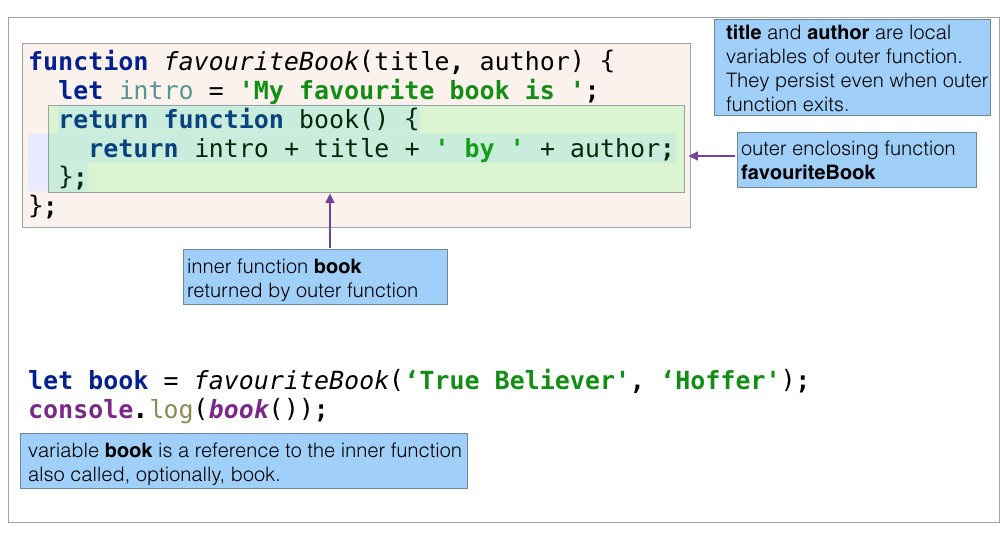 function favouriteBook(title, author) {
let intro = 'My favourite book is ';
return function book() {
return intro + title + ' by ' + author;
};
};
title and author are local
variables of outer function.
They persist even when outer
function exits.
outer enclosing function
favouriteBook
inner function book
returned by outer function
let book = favouriteBook(‘True Believer', ‘Hoffer');
console.log(book());
variable book is a reference to the inner function
also called, optionally, book.